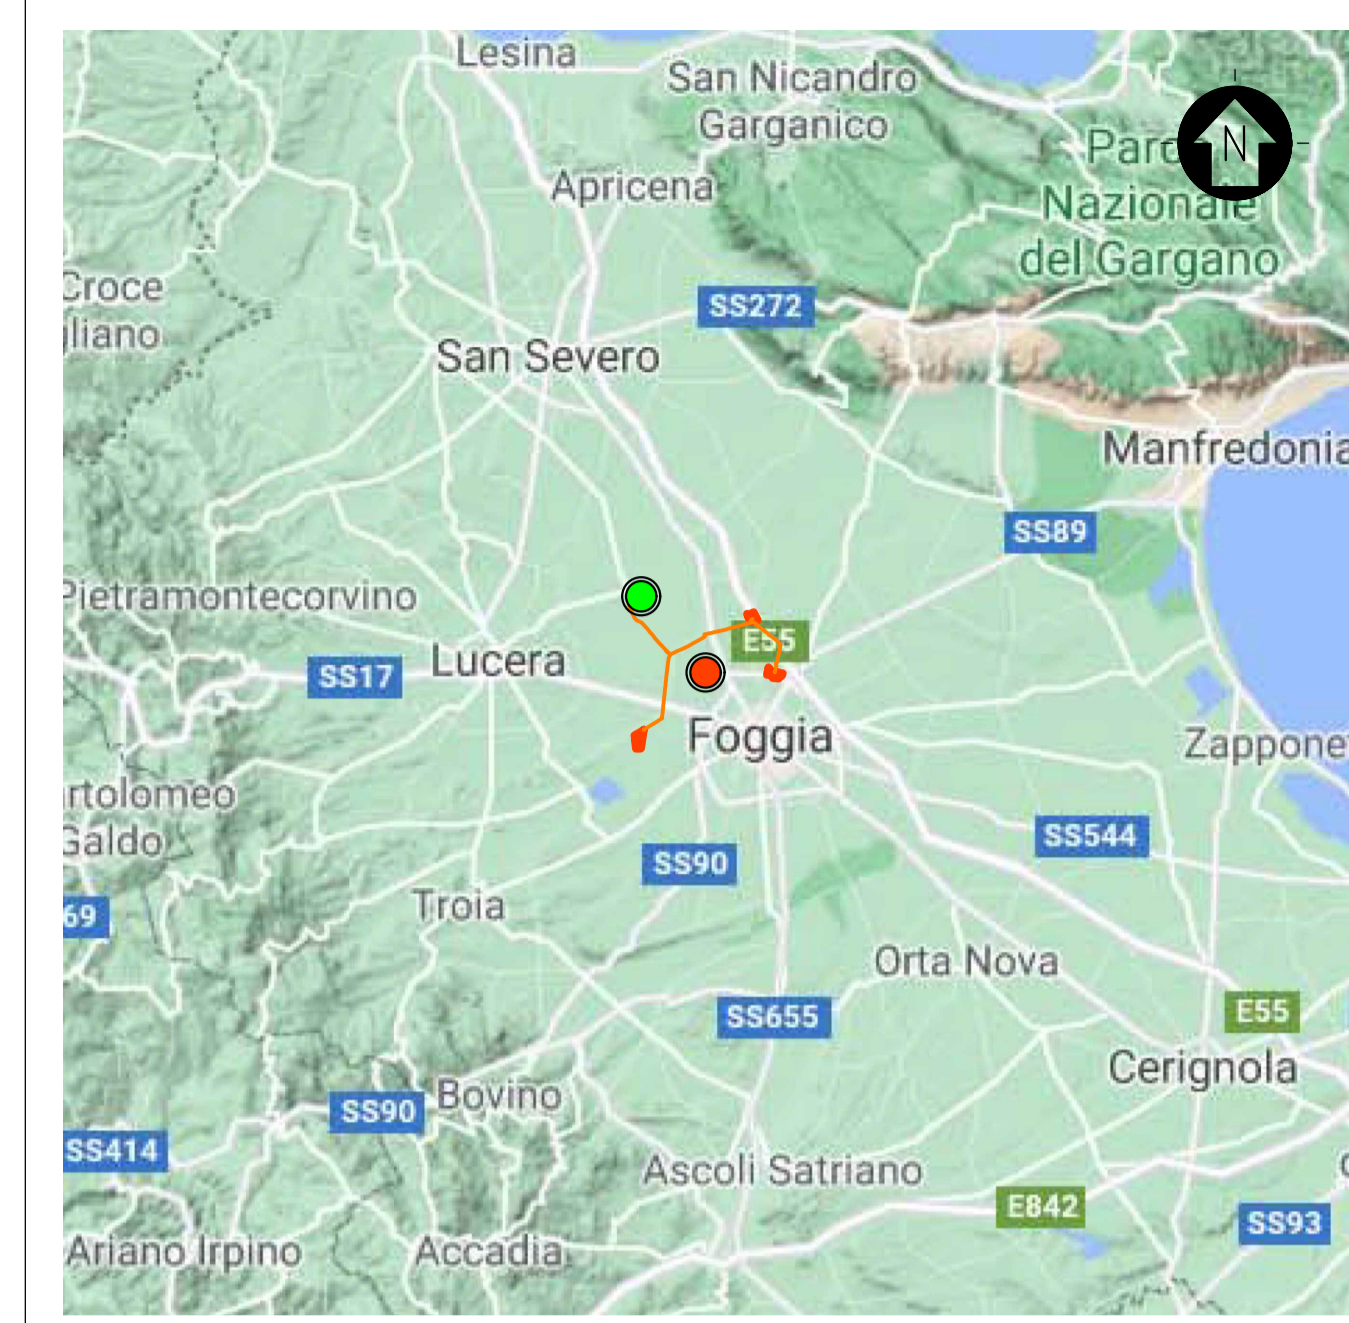 Lesina
San Nicandro
Garganico
Parc
N
Nazionale
del Gargano
Apricena
Croce
gliano
SS272
San Severo
Manfredonia
SS89
Pietramontecorvino
E55
Lucera
SS17
Foggia
Zappone
rtolomeo
Galdo
SS544
SS90
Troia
69
Orta Nova
SS655
E55
Cerignola
Bovino
SS90
SS414
Ascoli Satriano
E842
SS93
Ariano Irpino
Accadia